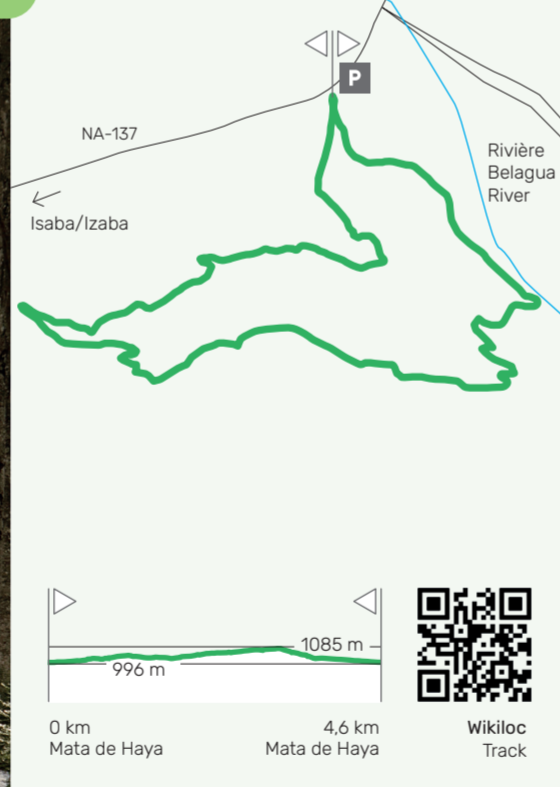 P
NA-137
Rivière
Belagua
River
Isaba/Izaba
1085 m
996 m
0 km
Mata de Haya
4,6 km
Mata de Haya
Wikiloc
Track